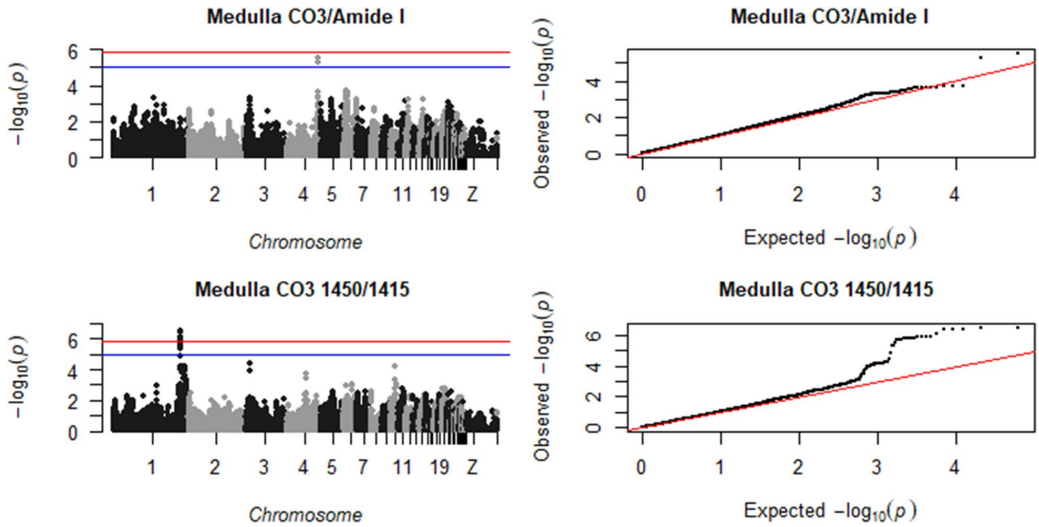 Medulla CO3/Amide I
−log10(p)
6
4
2
0
1 2 3 4 5 7 11 19 Z
Chromosome
Medulla CO3/Amide I
Observed −log10(p)
4
2
0
0 1 2 3 4
Expected −log10(p)
Medulla CO3 1450/1415
−log10(p)
6
4
2
0
1 2 3 4 5 7 11 19 Z
Chromosome
Medulla CO3 1450/1415
Observed −log10(p)
6
4
2
0
0 1 2 3 4
Expected −log10(p)